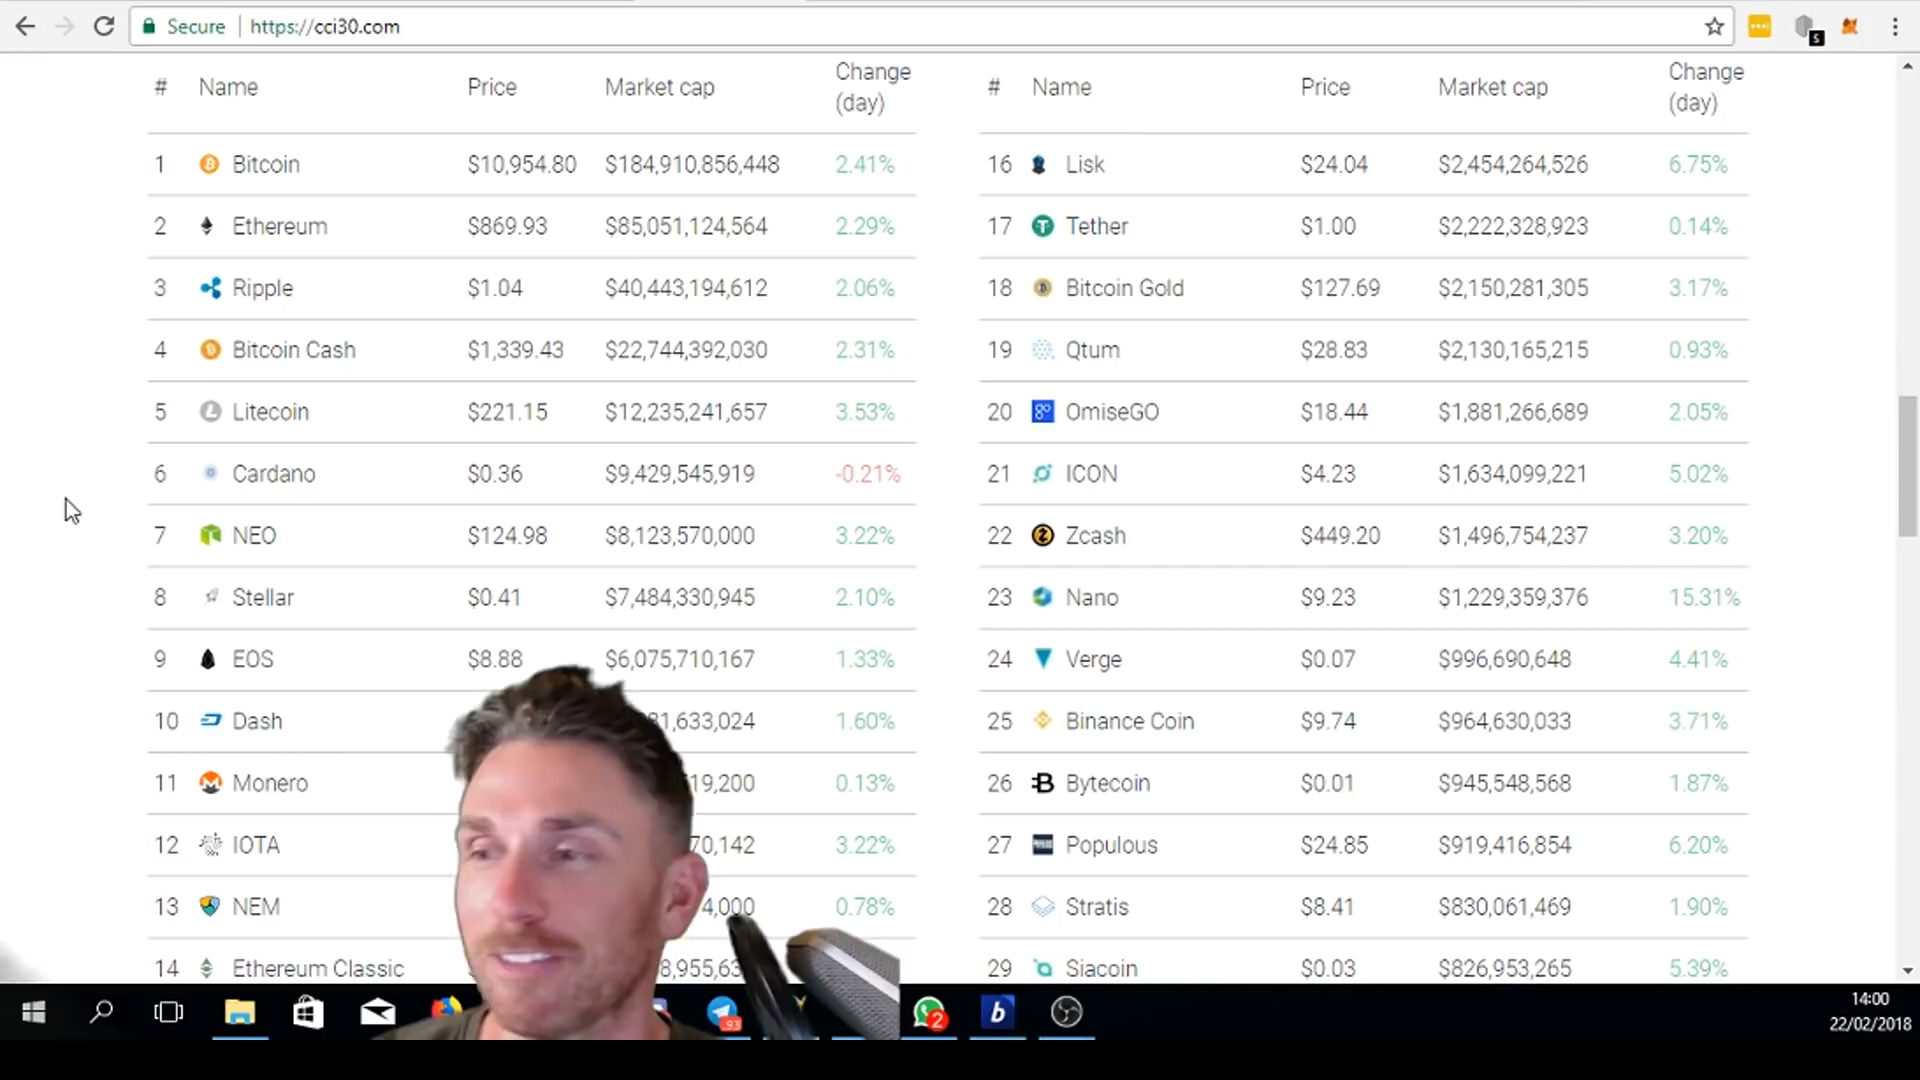 Secure https://cci30.com
# Name Price Market cap Change (day)
1 Bitcoin $10,954.80 $184,910,856,448 2.41%
2 Ethereum $869.93 $85,051,124,564 2.29%
3 Ripple $1.04 $40,443,194,612 2.06%
4 Bitcoin Cash $1,339.43 $22,744,392,030 2.31%
5 Litecoin $221.15 $12,235,241,657 3.53%
6 Cardano $0.36 $9,429,545,919 -0.21%
7 NEO $124.98 $8,123,570,000 3.22%
8 Stellar $0.41 $7,484,330,945 2.10%
9 EOS $8.88 $6,075,710,167 1.33%
10 Dash 1,633,024 1.60%
11 Monero 19,200 0.13%
12 IOTA 70,142 3.22%
13 NEM 4,000 0.78%
14 Ethereum Classic 8,955,6
# Name Price Market cap Change (day)
16 Lisk $24.04 $2,454,264,526 6.75%
17 Tether $1.00 $2,222,328,923 0.14%
18 Bitcoin Gold $127.69 $2,150,281,305 3.17%
19 Qtum $28.83 $2,130,165,215 0.93%
20 OmiseGO $18.44 $1,881,266,689 2.05%
21 ICON $4.23 $1,634,099,221 5.02%
22 Zcash $449.20 $1,496,754,237 3.20%
23 Nano $9.23 $1,229,359,376 15.31%
24 Verge $0.07 $996,690,648 4.41%
25 Binance Coin $9.74 $964,630,033 3.71%
26 Bytecoin $0.01 $945,548,568 1.87%
27 Populous $24.85 $919,416,854 6.20%
28 Stratis $8.41 $830,061,469 1.90%
29 Siacoin $0.03 $826,953,265 5.39%
93
2
b
14:00
22/02/2018